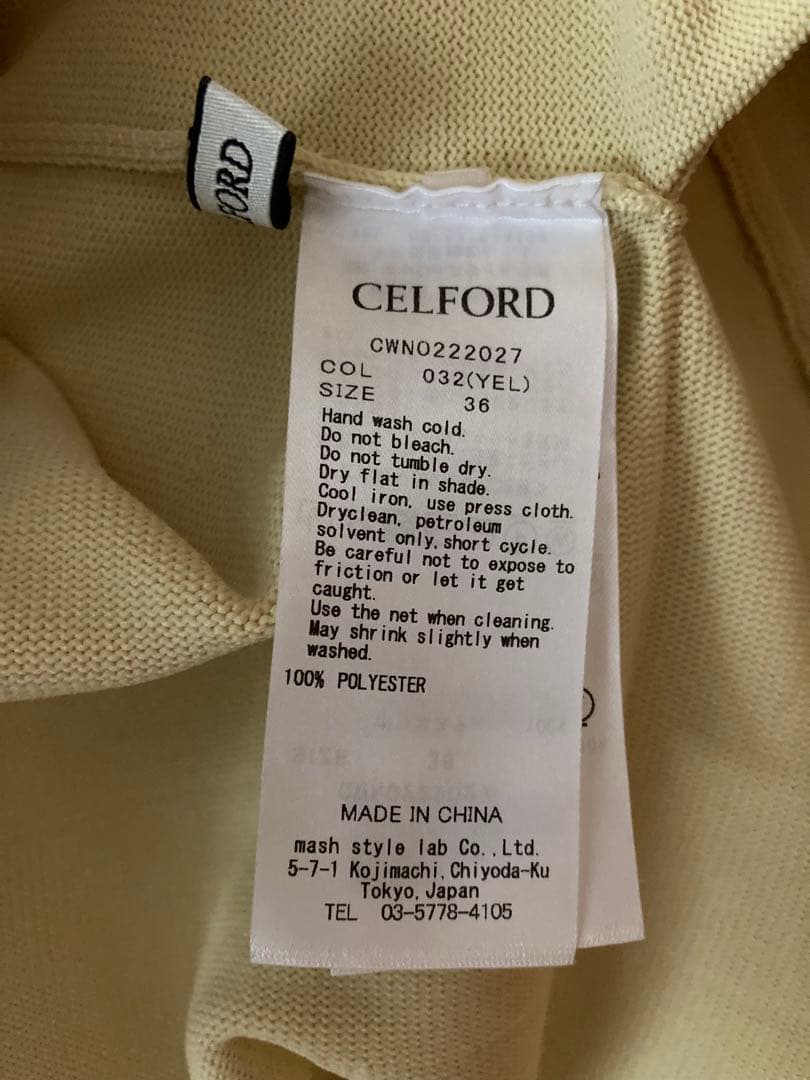 FORD
CELFORD
CWNO222027
COL 032(YEL)
SIZE 36
Hand wash cold.
Do not bleach.
Do not tumble dry.
Dry flat in shade.
Cool iron, use press cloth.
Dryclean, petroleum
solvent only, short cycle.
Be careful not to expose to
friction or let it get
caught.
Use the net when cleaning.
May shrink slightly when
washed.
100% POLYESTER
MADE IN CHINA
mash style lab Co.,Ltd.
5-7-1 Kojimachi, Chiyoda-Ku
Tokyo, Japan
TEL 03-5778-4105